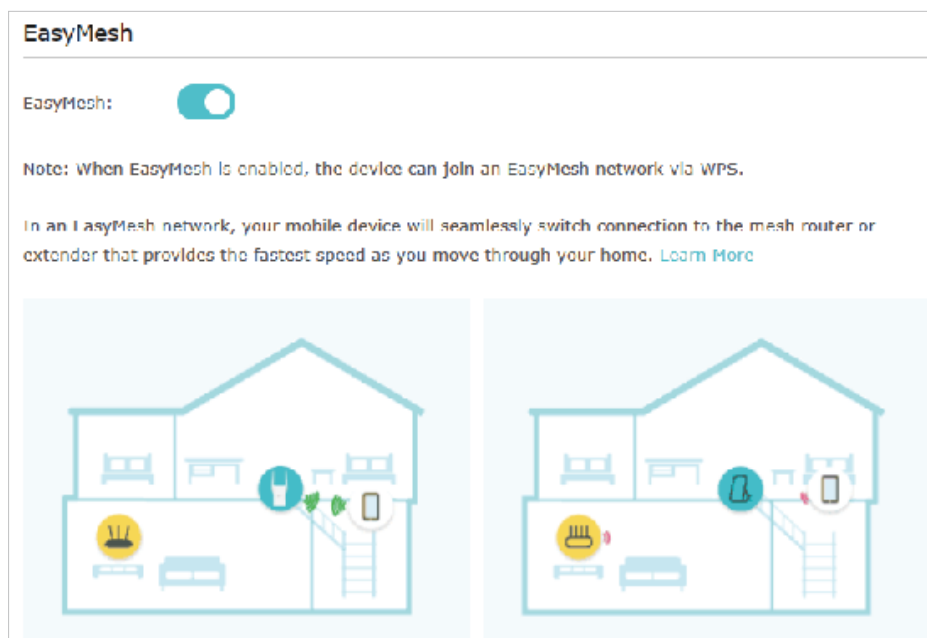 EasyMesh
EasyMesh:
Note: When EasyMesh is enabled, the device can join an EasyMesh network via WPS.
In an EasyMesh network, your mobile device will seamlessly switch connection to the mesh router or
extender that provides the fastest speed as you move through your home. Learn More